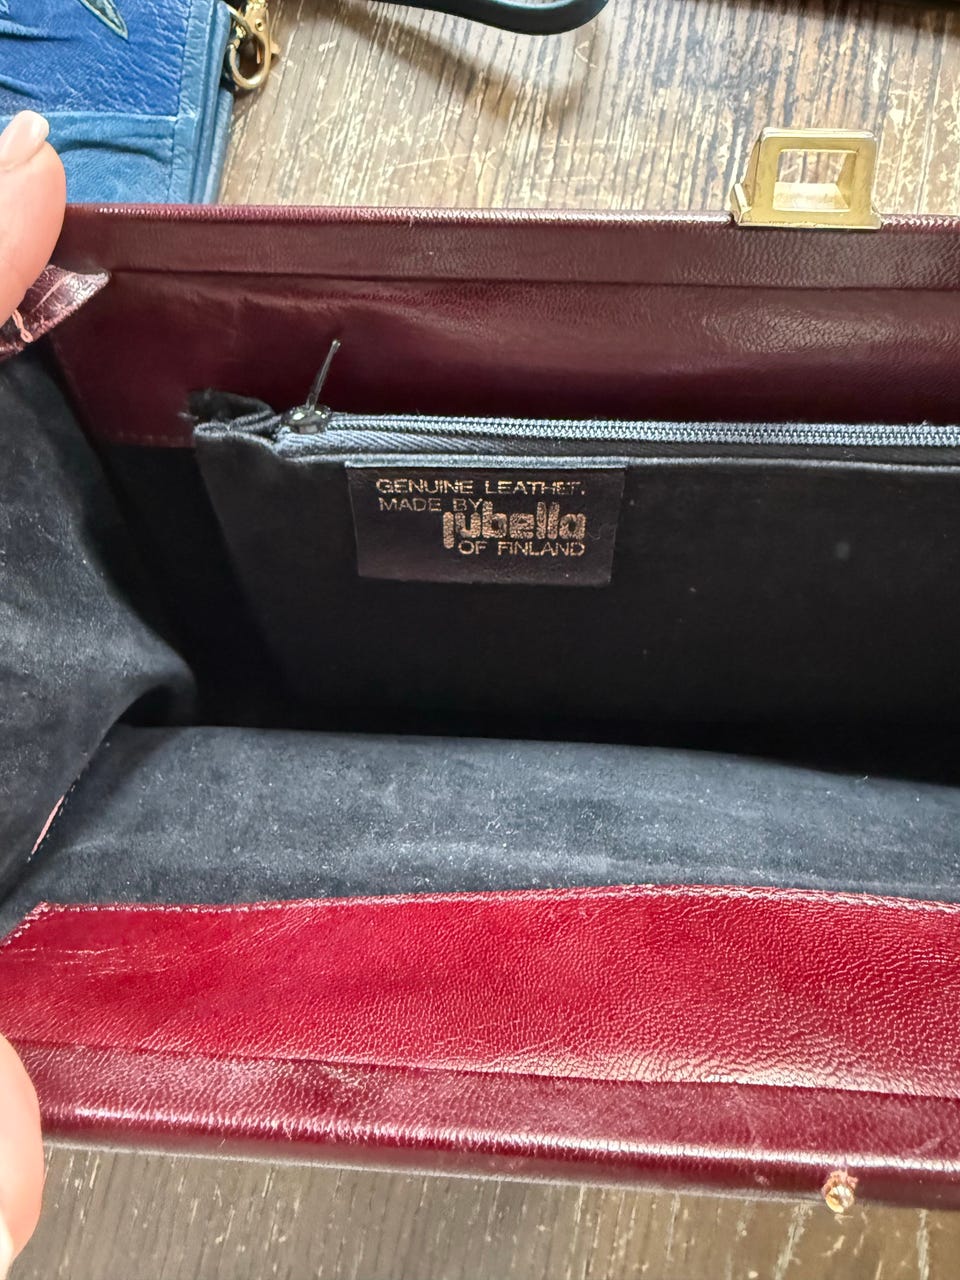 GENUINE LEATHER.
MADE BY
jubella
OF FINLAND